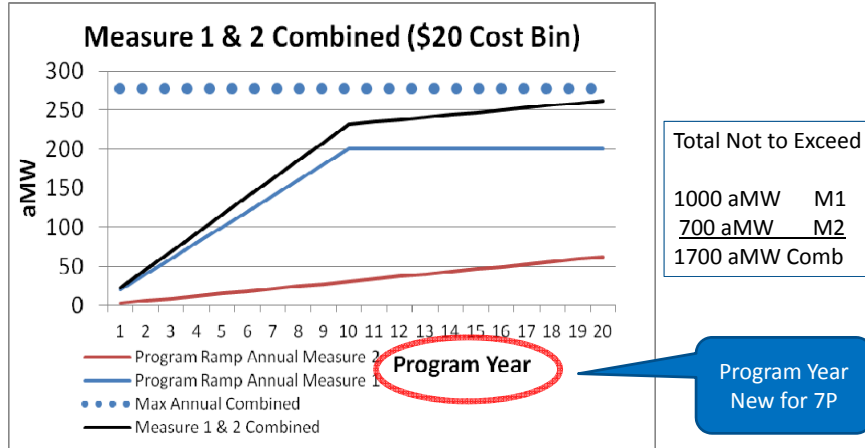 Measure 1 & 2 Combined ($20 Cost Bin)
300
250
200
150
100
50
0
aMW
1 2 3 4 5 6 7 8 9 10 11 12 13 14 15 16 17 18 19 20
Program Year
Program Ramp Annual Measure 2
Program Ramp Annual Measure 1
Max Annual Combined
Measure 1 & 2 Combined
Total Not to Exceed
1000 aMW M1
700 aMW M2
1700 aMW Comb
Program Year
New for 7P